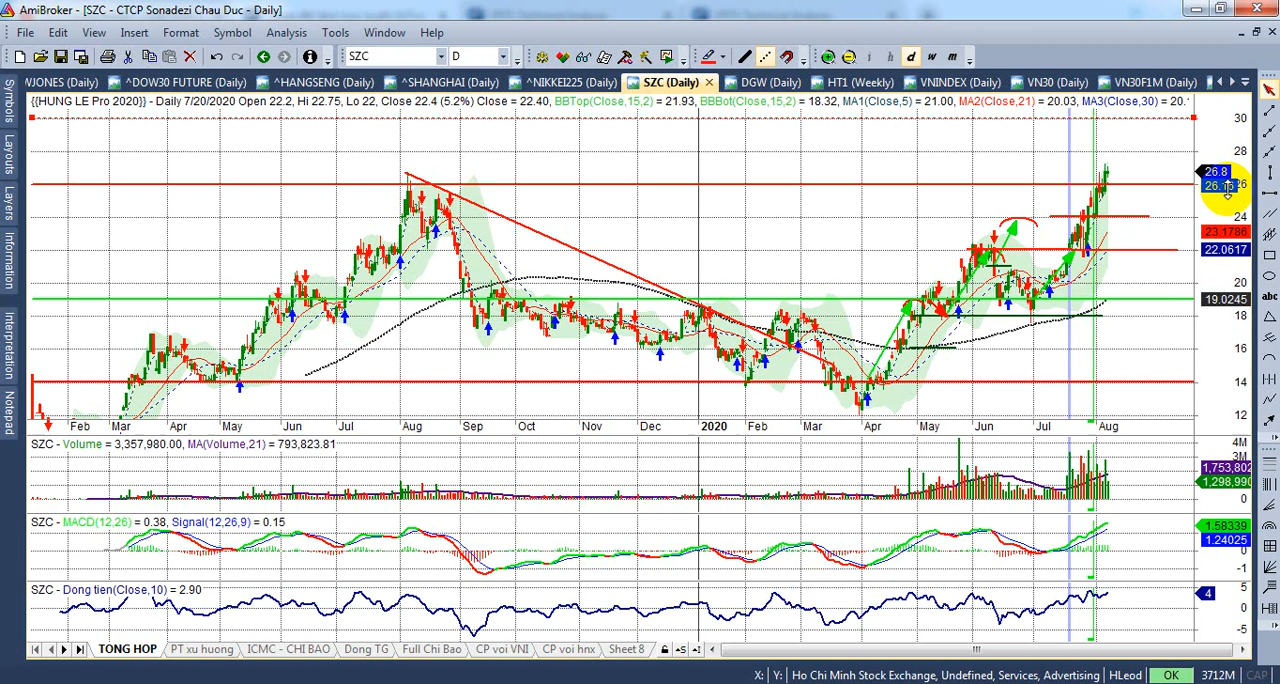 AmiBroker - [SZC - CTCP Sonadezi Chau Duc - Daily]
File Edit View Insert Format Symbol Analysis Tools Window Help
SZC D i h d w m
WJONES (Daily) ^DOW30 FUTURE (Daily) ^HANGSENG (Daily) ^SHANGHAI (Daily) ^NIKKEI225 (Daily) SZC (Daily) DGW (Daily) HT1 (Weekly) VNINDEX (Daily) VN30 (Daily) VN30F1M (Daily)
Symbols
Layouts
Layers
Information
Interpretation
Notepad
{{HUNG LE Pro 2020}} - Daily 7/20/2020 Open 22.2, Hi 22.75, Lo 22, Close 22.4 (5.2%) Close = 22.40, BBTop(Close,15,2) = 21.93, BBBot(Close,15,2) = 18.32, MA1(Close,5) = 21.00, MA2(Close,21) = 20.03, MA3(Close,30) = 20.
30
28
26.8
26
24
23.1786
22.0617
20
19.0245
18
16
14
12
Feb Mar Apr May Jun Jul Aug Sep Oct Nov Dec 2020 Feb Mar Apr May Jun Jul Aug
SZC - Volume = 3,357,980.00, MA(Volume,21) = 793,823.81
4M
3M
1,753,802
1,298,990
0
SZC - MACD(12,26) = 0.38, Signal(12,26,9) = 0.15
1.58339
1.24025
0
-1
SZC - Dong tien(Close,10) = 2.90
5
4
0
-5
abc
TONG HOP PT xu huong ICMC - CHI BAO Dong TG Full Chi Bao CP voi VNI CP voi hnx Sheet 8
X: Y: Ho Chi Minh Stock Exchange, Undefined, Services, Advertising HLeod OK 3712M CAP